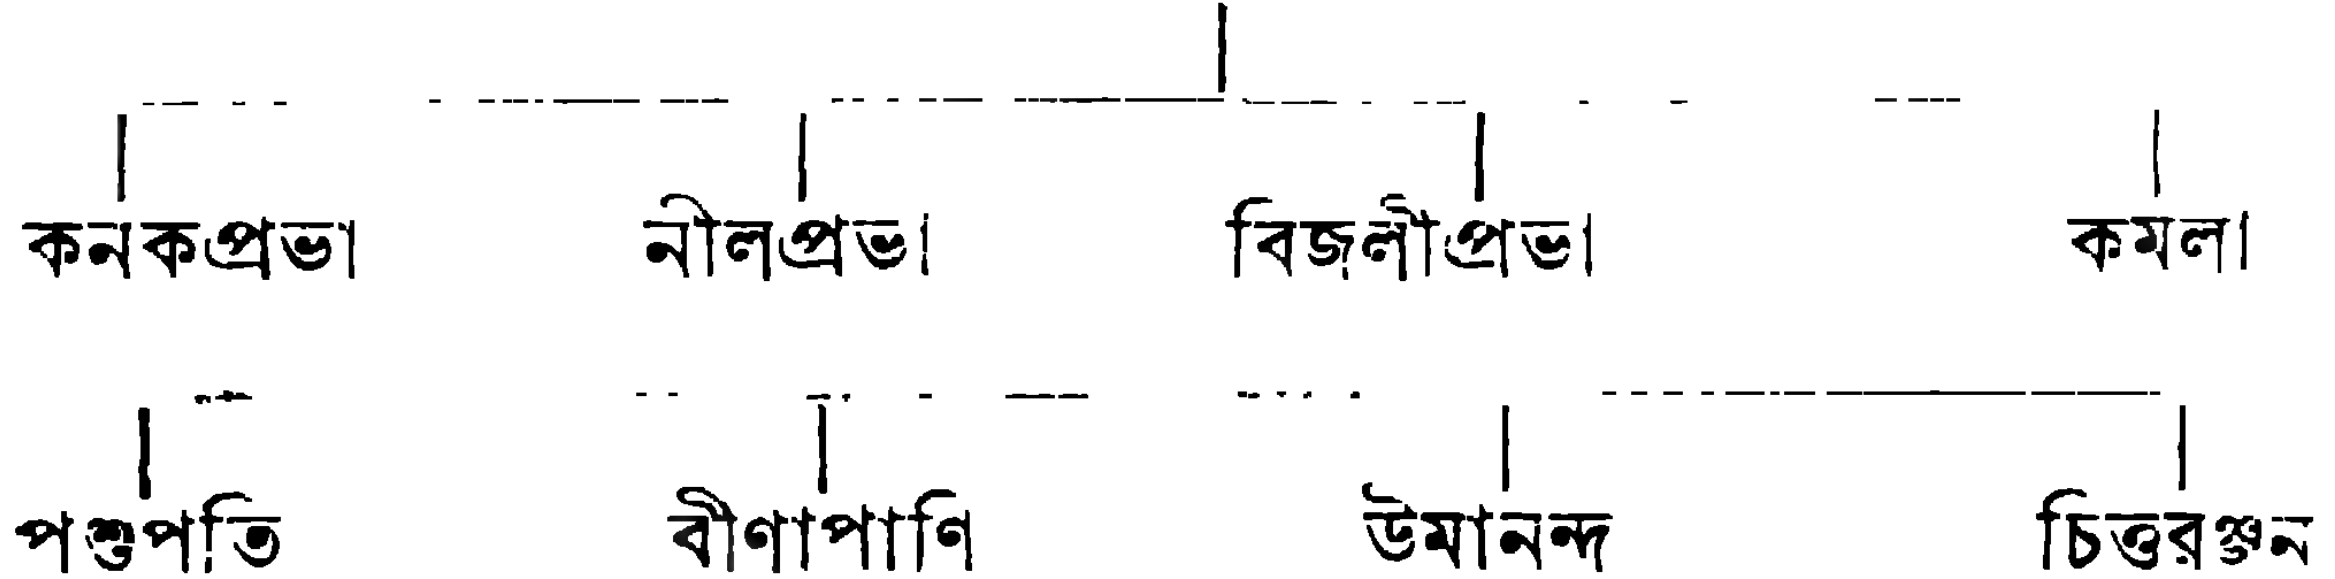 কনকপ্রভা নীলপ্রভা বিজলীপ্রভা কমলা
পশুপতি বীণাপাণি উমানন্দ চিত্তরঞ্জন